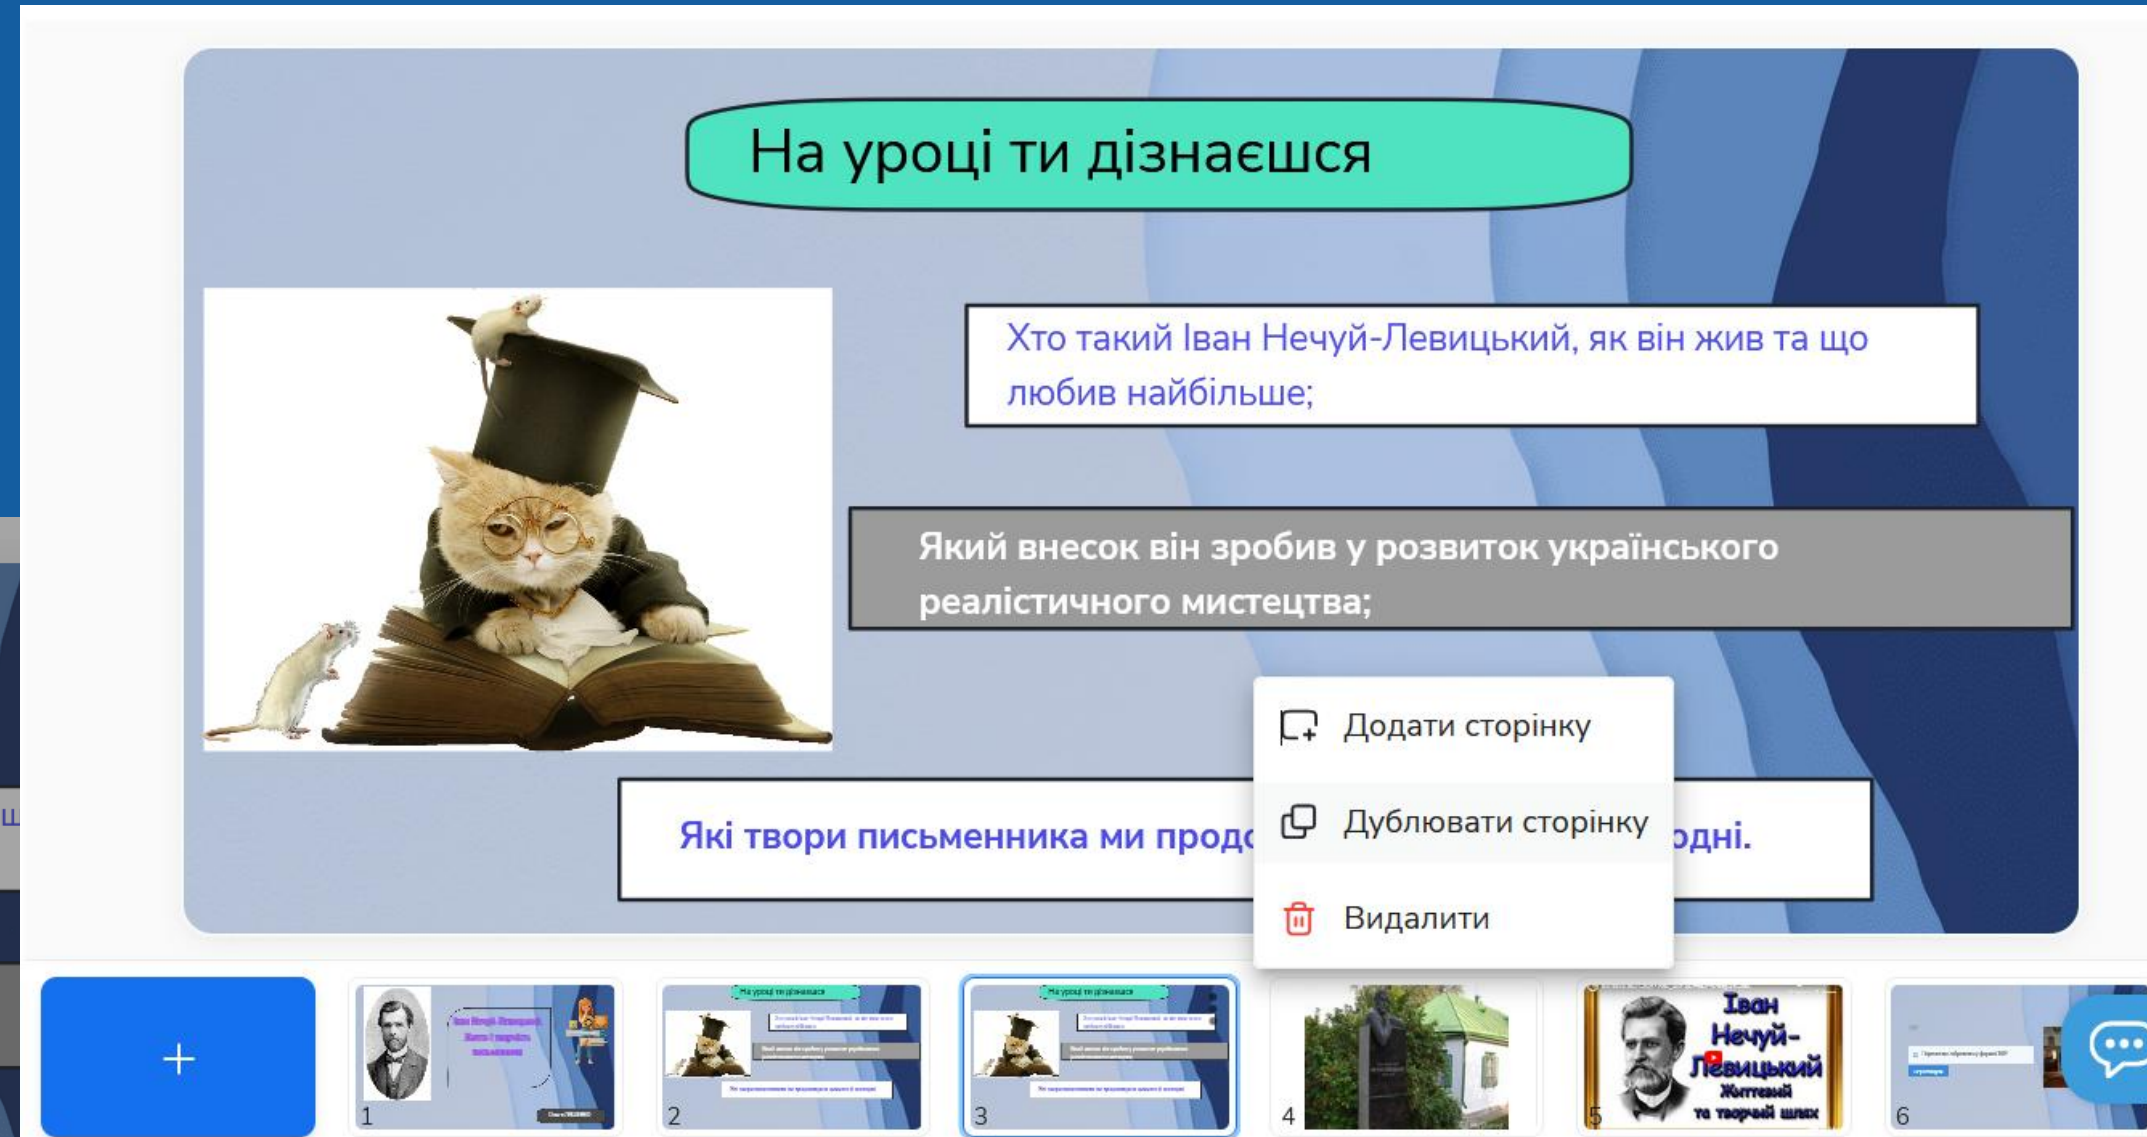 На уроці ти дізнаєшся
Хто такий Іван Нечуй-Левицький, як він жив та що
любив найбільше;
Який внесок він зробив у розвиток українського
реалістичного мистецтва;
Які твори письменника ми
одні.
Додати сторінку
Дублювати сторінку
Видалити
На уроці ти дізнаєшся
На уроці ти дізнаєшся
Іван
Нечуй-
Левицький
Життєвий
та творчий шлях
1
2
3
4
5
6